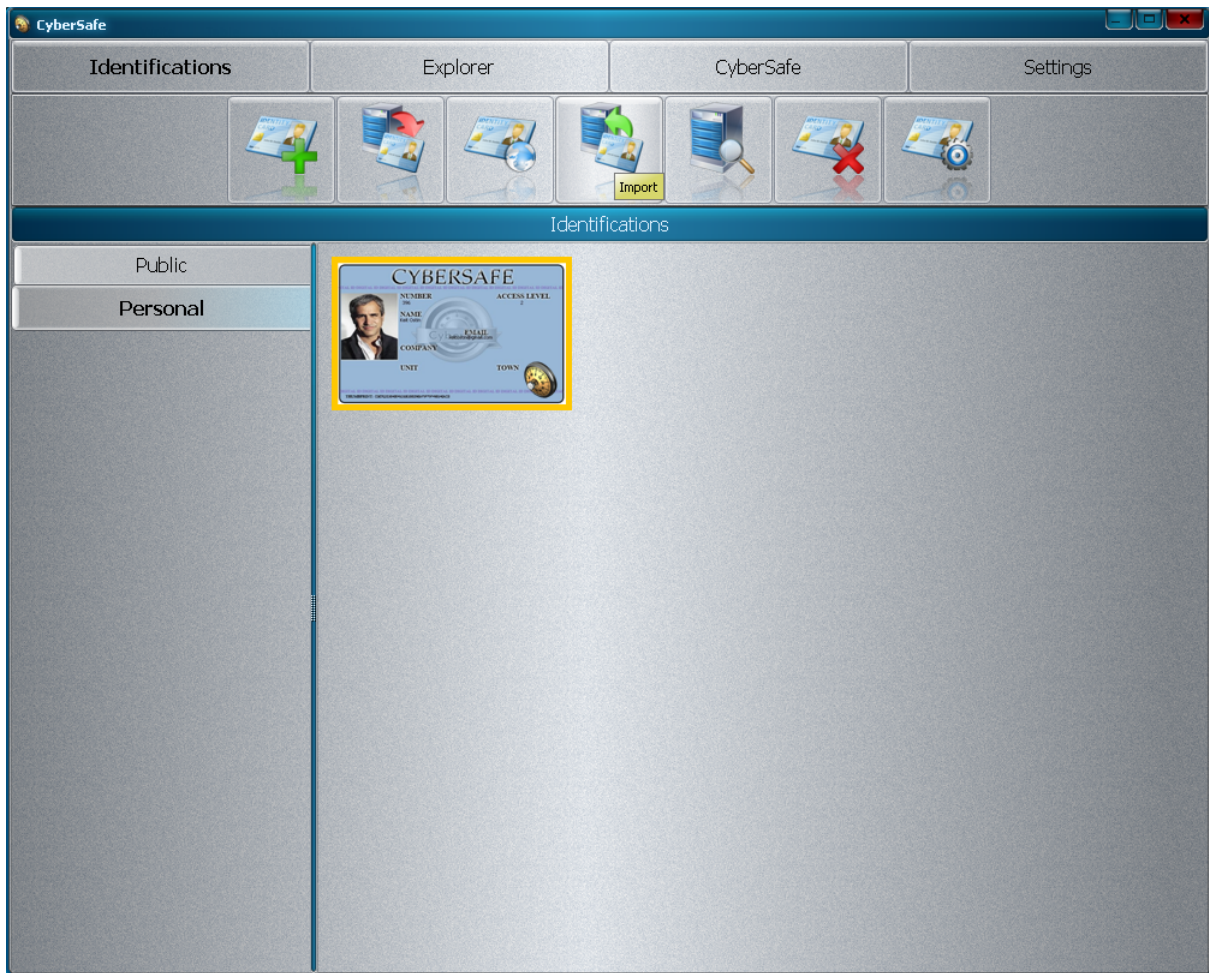 CyberSafe
Identifications
Explorer
CyberSafe
Settings
Import
Identifications
Public
Personal
CYBERSAFE
NUMBER
ACCESS LEVEL
NAME
EMAIL
COMPANY
UNIT
TOWN